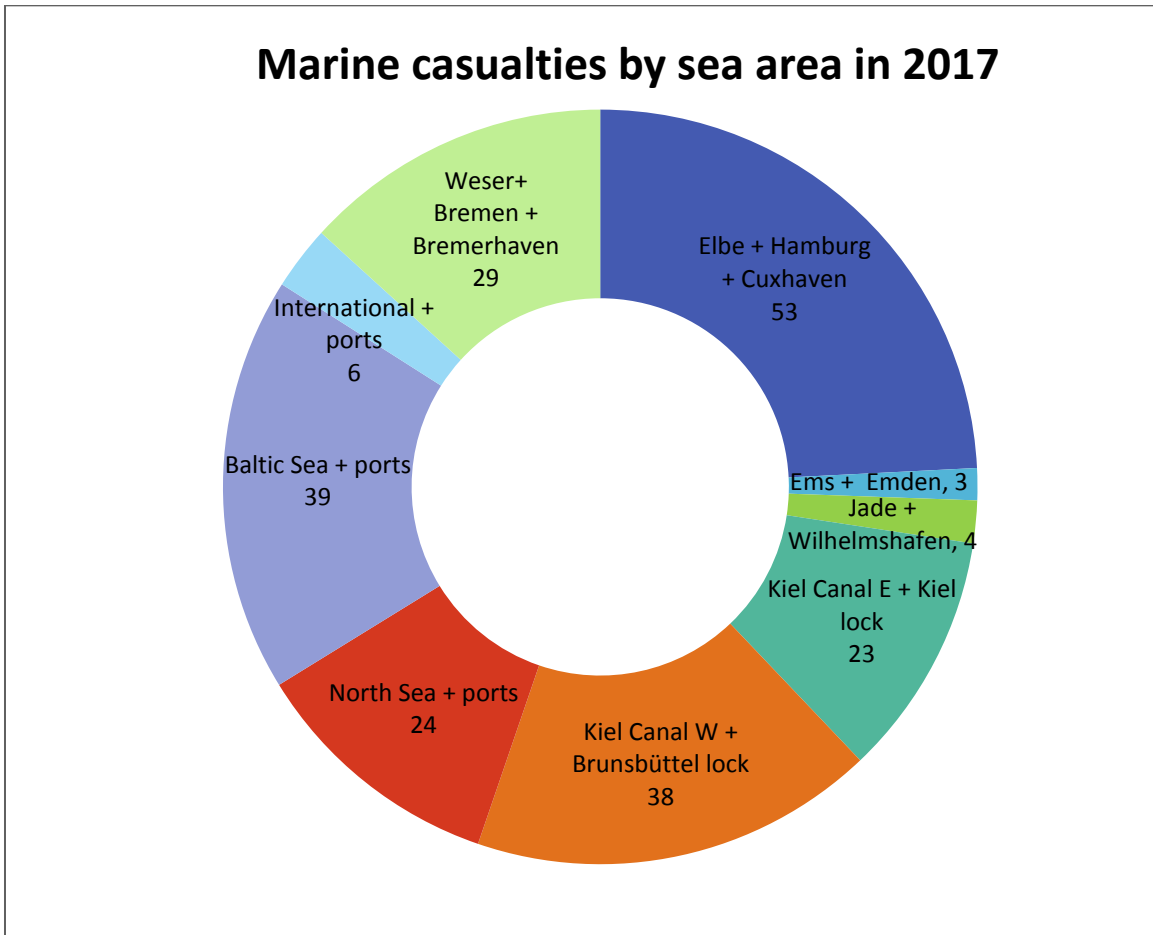 Marine casualties by sea area in 2017
Weser+
Bremen +
Bremerhaven
29
Elbe + Hamburg
+ Cuxhaven
53
International +
ports
6
Baltic Sea + ports
39
Ems + Emden, 3
Jade +
Wilhelmshafen, 4
Kiel Canal E + Kiel
lock
23
North Sea + ports
24
Kiel Canal W +
Brunsbüttel lock
38